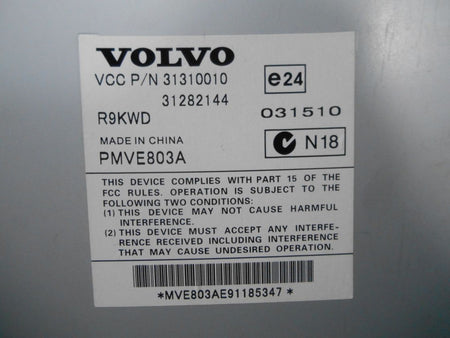 VOLVO
VCC P/N 31310010
31282144
e24
R9KWD
031510
MADE IN CHINA
N18
PMVE803A
THIS DEVICE COMPLIES WITH PART 15 OF THE
FCC RULES. OPERATION IS SUBJECT TO THE
FOLLOWING TWO CONDITIONS:
(1) THIS DEVICE MAY NOT CAUSE HARMFUL
INTERFERENCE.
(2) THIS DEVICE MUST ACCEPT ANY INTERFE-
RENCE RECEIVED INCLUDING INTERFERENCE
THAT MAY CAUSE UNDESIRED OPERATION.
*MVE803AE91185347*